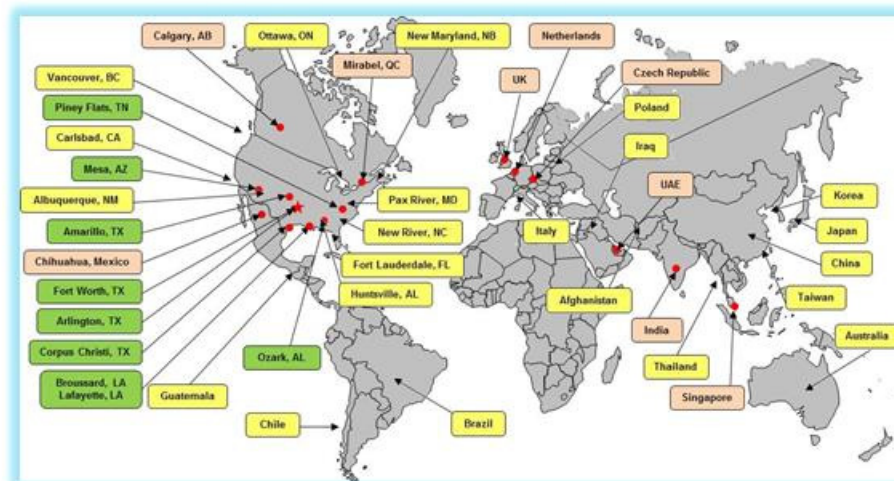 Calgary, AB
Ottawa, ON
New Maryland, NB
Netherlands
Mirabel, QC
Czech Republic
Vancouver, BC
UK
Piney Flats, TN
Poland
Carlsbad, CA
Iraq
Mesa, AZ
UAE
Albuquerque, NM
Pax River, MD
Korea
Amarillo, TX
New River, NC
Italy
Japan
Chihuahua, Mexico
Fort Lauderdale, FL
China
Fort Worth, TX
Huntsville, AL
Afghanistan
Taiwan
Arlington, TX
India
Australia
Corpus Christi, TX
Ozark, AL
Thailand
Broussard, LA
Lafayette, LA
Guatemala
Singapore
Chile
Brazil